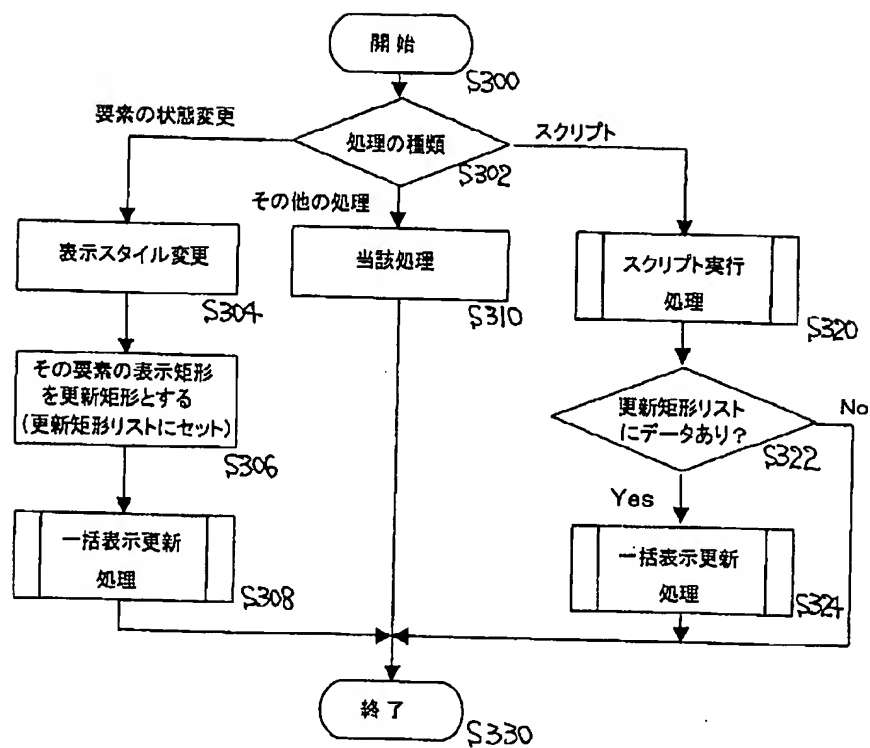 開始
S300
要素の状態変更
処理の種類
スクリプト
S302
その他の処理
表示スタイル変更
S304
当該処理
S310
スクリプト実行
処理
S320
その要素の表示矩形
を更新矩形とする
(更新矩形リストにセット)
S306
更新矩形リスト
にデータあり?
No
S322
Yes
一括表示更新
処理
S308
一括表示更新
処理
S324
終了
S330